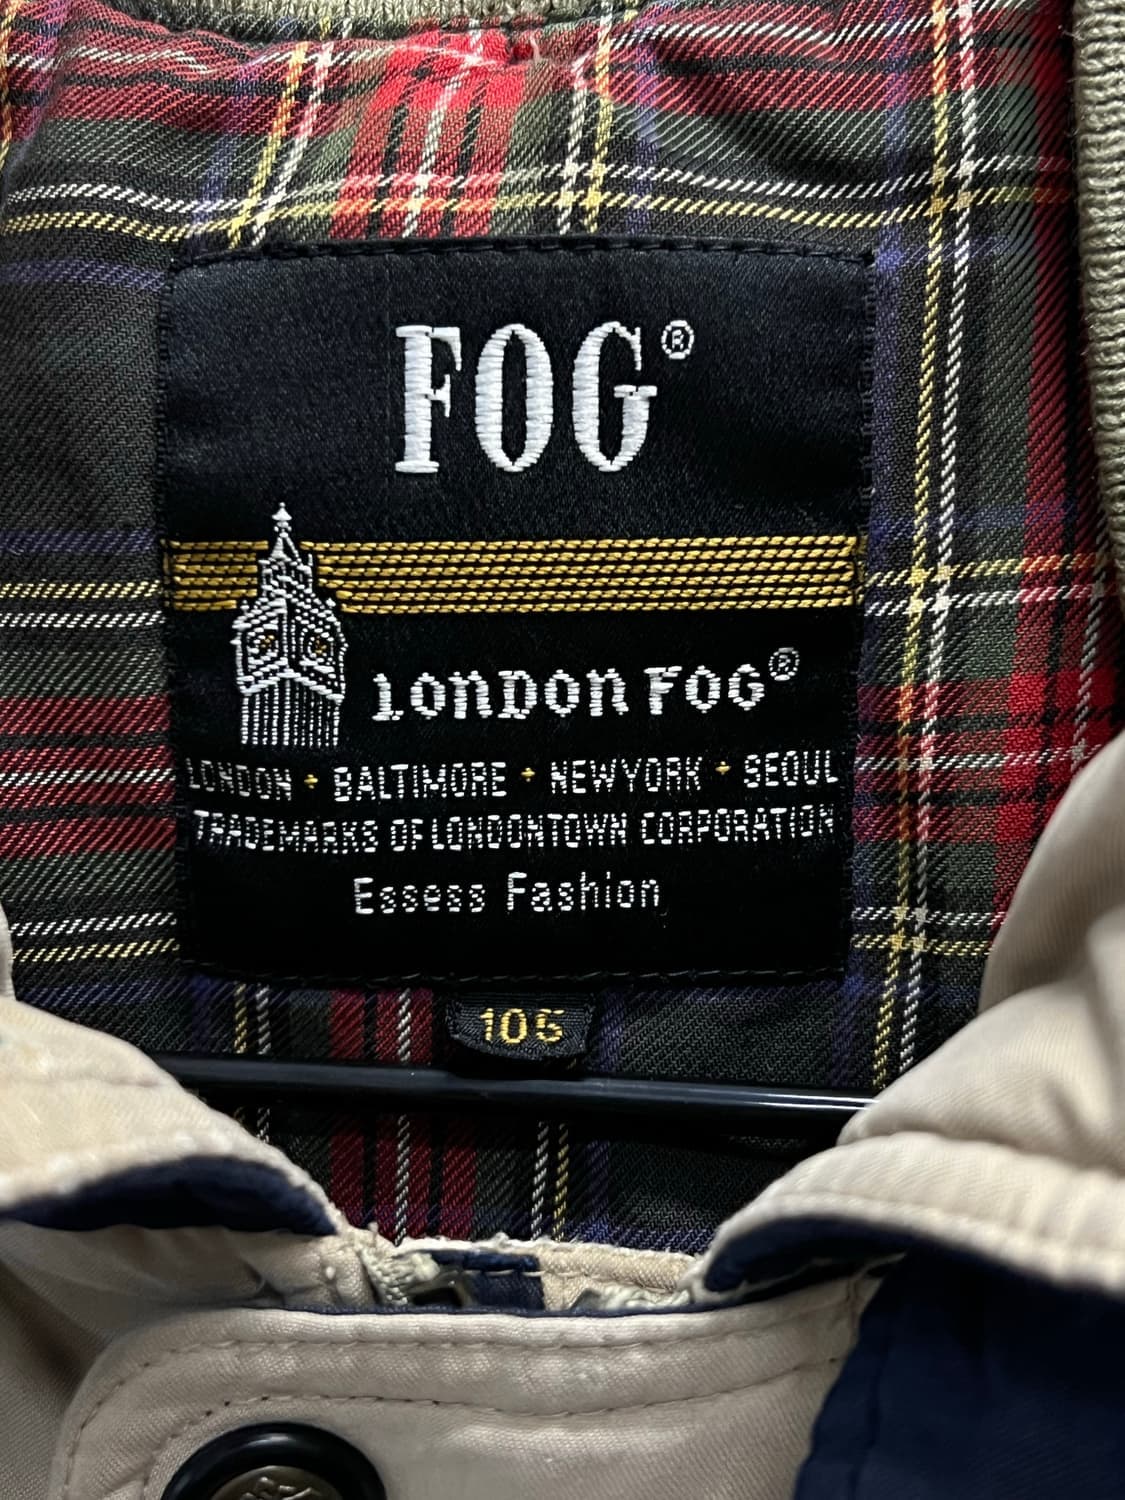 FOG®
LONDON FOG®
LONDON • BALTIMORE • NEWYORK • SEOUL
TRADEMARKS OF LONDONTOWN CORPORATION
Essess Fashion
105